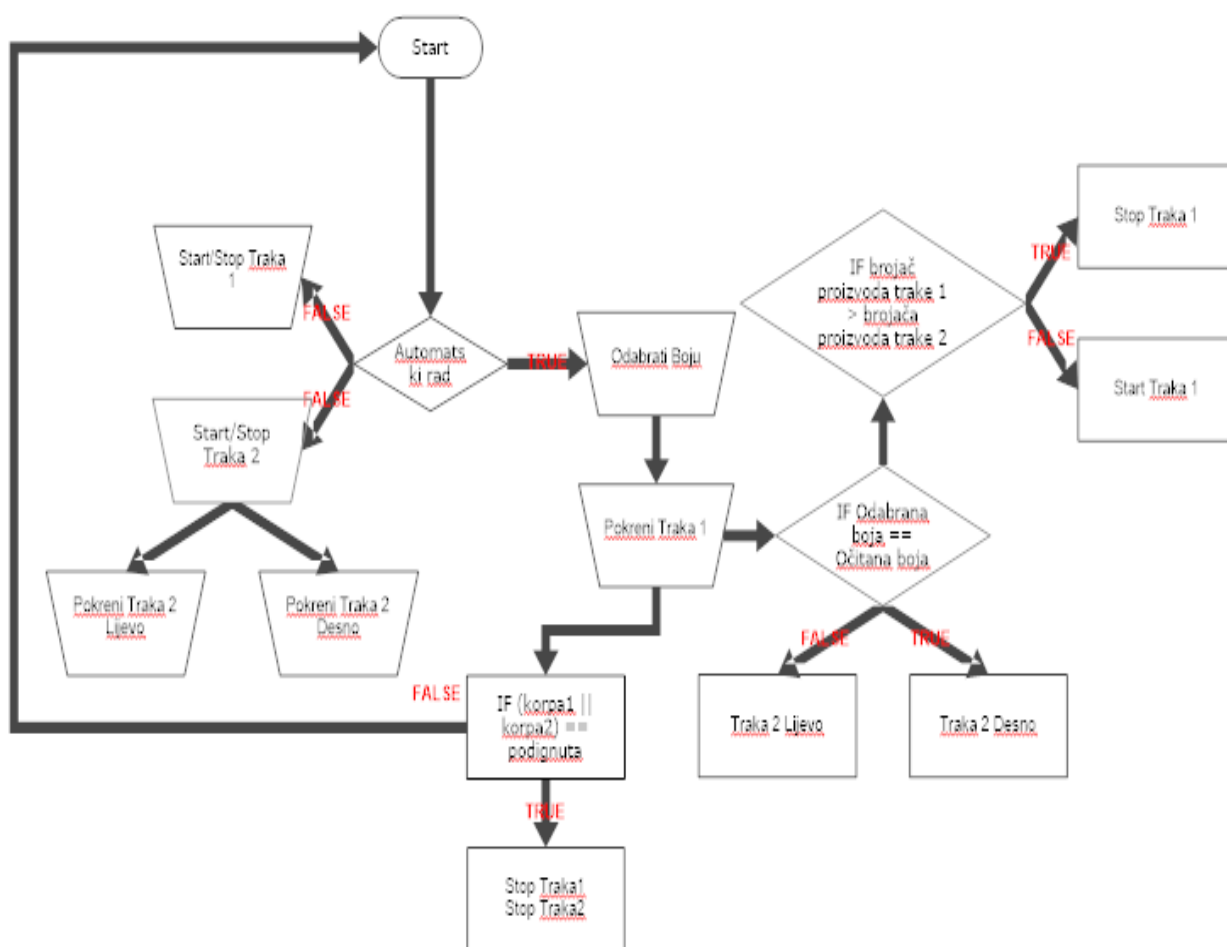 Start
Start/Stop Traka
1
FALSE
FALSE
Automats
ki rad
TRUE
Odabrati Boju
IF brojač
proizvoda trake 1
> brojača
proizvoda trake 2
TRUE
Stop Traka 1
FALSE
Start Traka 1
Start/Stop
Traka 2
Pokreni Traka 2
Lijevo
Pokreni Traka 2
Desno
Pokreni Traka 1
IF Odabrana
boja ==
Očitana boja
FALSE
TRUE
Traka 2 Lijevo
Traka 2 Desno
FALSE
IF (korpa1 ||
korpa2) ==
podignuta
TRUE
Stop Traka1
Stop Traka2